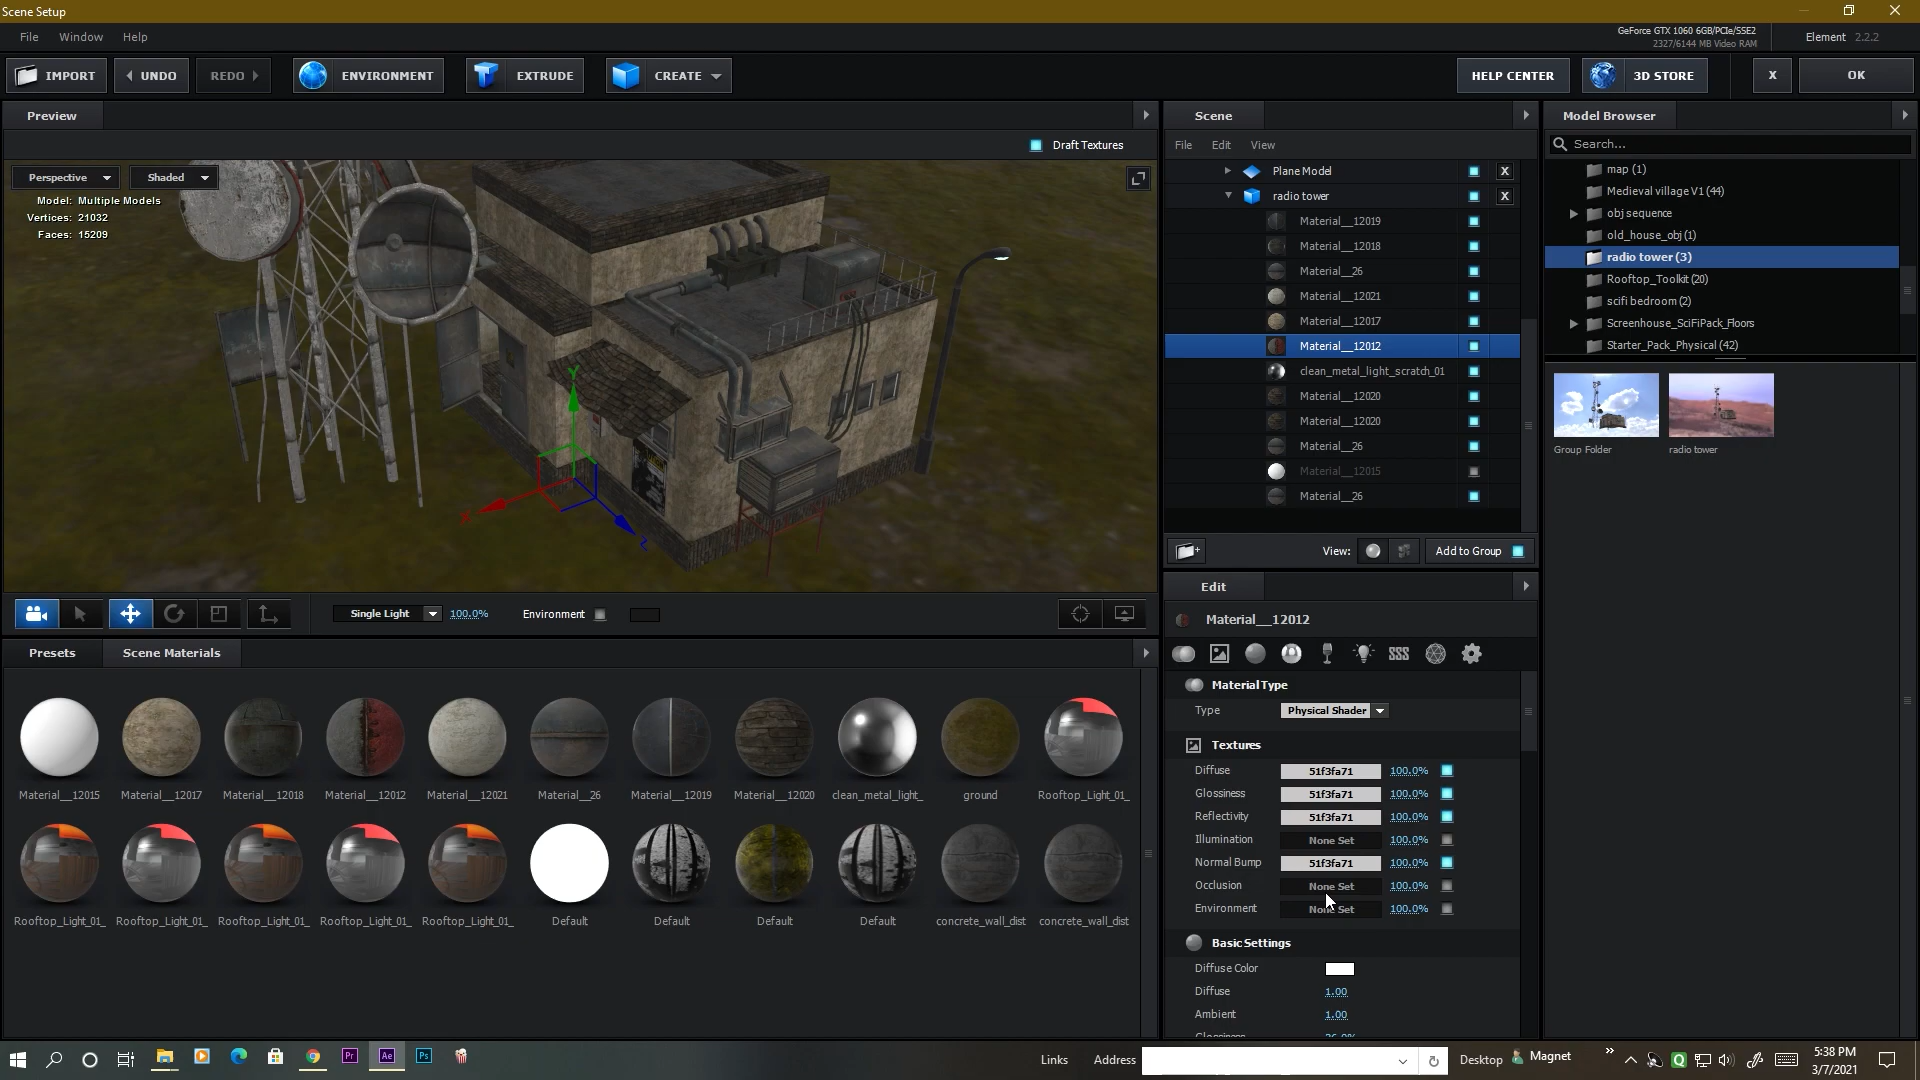 Scene Setup
File Window Help
GeForce GTX 1060 6GB/PCIe/SSE2
2327/6144 MB Video RAM
Element 2.2.2
IMPORT UNDO REDO ENVIRONMENT EXTRUDE CREATE HELP CENTER 3D STORE X OK
Preview
Draft Textures
Perspective Shaded
Model: Multiple Models
Vertices: 21032
Faces: 15209
Y
X
Z
Single Light 100.0% Environment
Presets Scene Materials
Material__12015 Material__12017 Material__12018 Material__12012 Material__12021 Material__26 Material__12019 Material__12020 clean_metal_light_ ground Rooftop_Light_01_
Rooftop_Light_01_ Rooftop_Light_01_ Rooftop_Light_01_ Rooftop_Light_01_ Rooftop_Light_01_ Default Default Default Default concrete_wall_dist concrete_wall_dist
Scene
File Edit View
Plane Model X
radio tower X
Material__12019
Material__12018
Material__26
Material__12021
Material__12017
Material__12012
clean_metal_light_scratch_01
Material__12020
Material__12020
Material__26
Material__12015
Material__26
View: Add to Group
Edit
Material__12012
SSS
Material Type
Type Physical Shader
Textures
Diffuse 51f3fa71 100.0%
Glossiness 51f3fa71 100.0%
Reflectivity 51f3fa71 100.0%
Illumination None Set 100.0%
Normal Bump 51f3fa71 100.0%
Occlusion None Set 100.0%
Environment None Set 100.0%
Basic Settings
Diffuse Color
Diffuse 1.00
Ambient 1.00
Model Browser
Search...
map (1)
Medieval village V1 (44)
obj sequence
old_house_obj (1)
radio tower (3)
Rooftop_Toolkit (20)
scifi bedroom (2)
Screenhouse_SciFiPack_Floors
Starter_Pack_Physical (42)
Group Folder radio tower
Pr Ae Ps
Links Address Desktop Magnet »
5:38 PM
3/7/2021